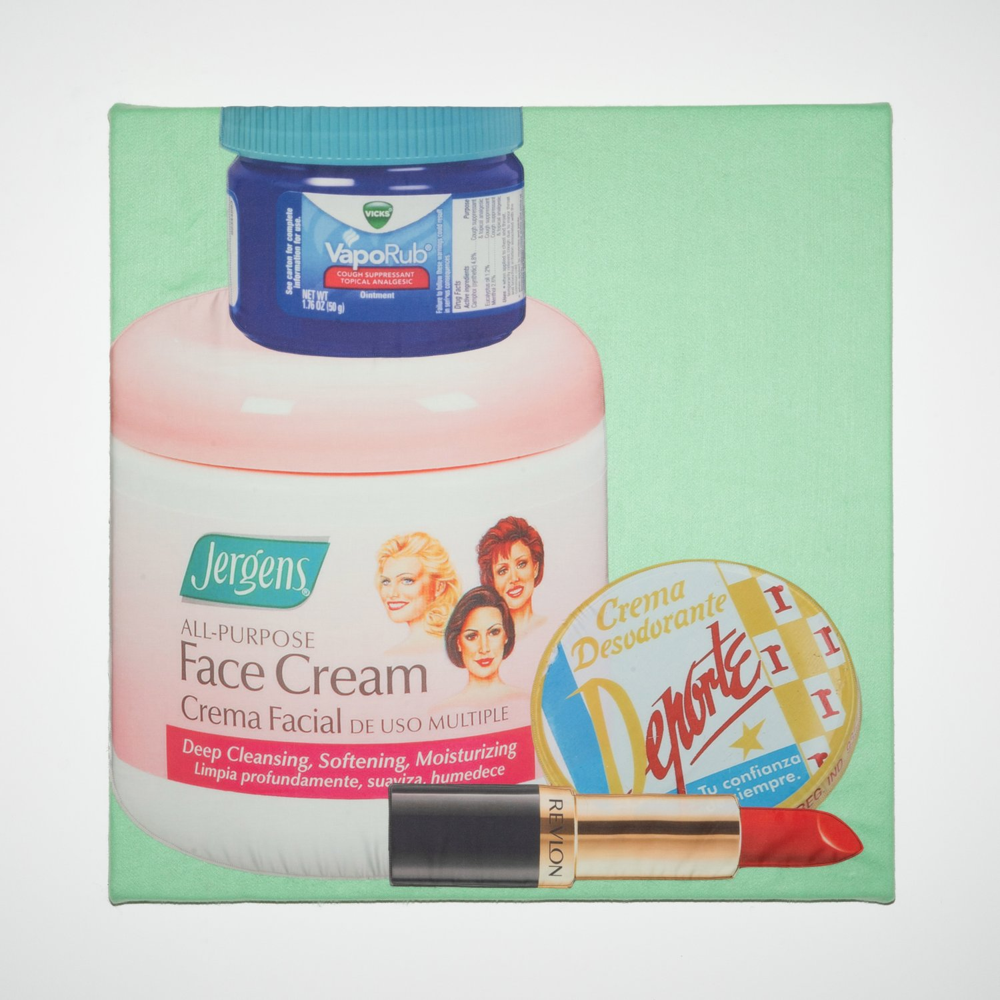 See carton for complete
information for use.
VICKS
VapoRub®
COUGH SUPPRESSANT
TOPICAL ANALGESIC
Ointment
NET WT
1.76 OZ (50 g)
Failure to follow these warnings could result
in serious consequences.
Drug Facts
Active ingredients
Purpose
Camphor (synthetic) 4.8% Cough suppressant
& topical analgesic
Eucalyptus oil 1.2% Cough suppressant
Menthol 2.6% Cough suppressant
& topical analgesic
Jergens®
ALL-PURPOSE
Face Cream
Crema Facial DE USO MULTIPLE
Deep Cleansing, Softening, Moisturizing
Limpia profundamente, suaviza, humedece
Crema
Desodorante
Deporte
Tu confianza
siempre.
REG. IND.
REVLON